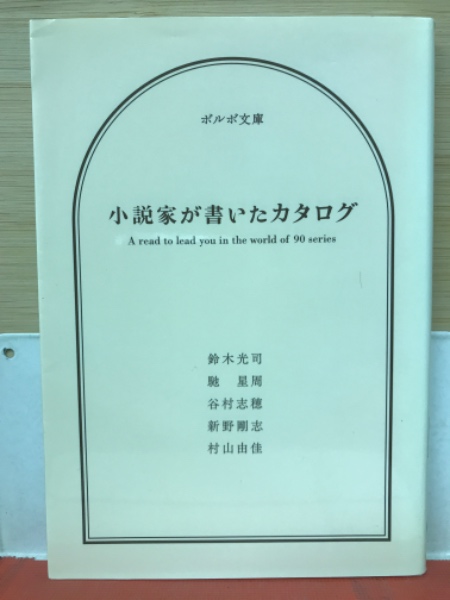 ボルボ文庫
小説家が書いたカタログ
A read to lead you in the world of 90 series
鈴木光司
馳 星周
谷村志穂
新野剛志
村山由佳